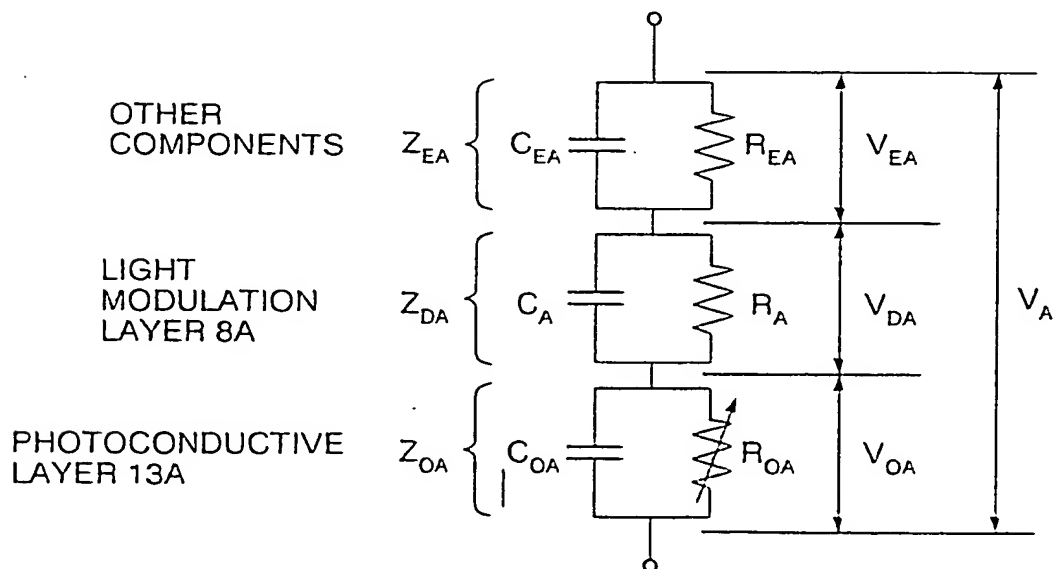 OTHER
COMPONENTS
Z_EA
C_EA
R_EA
V_EA
LIGHT
MODULATION
LAYER 8A
Z_DA
C_A
R_A
V_DA
V_A
PHOTOCONDUCTIVE
LAYER 13A
Z_OA
C_OA
R_OA
V_OA